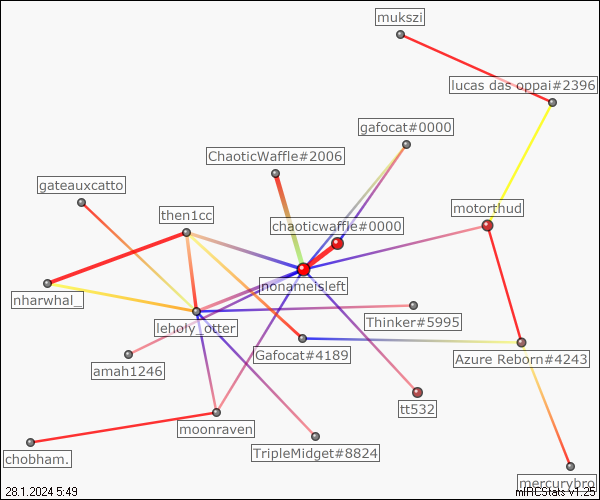 mukszi
lucas das oppai#2396
gafocat#0000
ChaoticWaffle#2006
gateauxcatto
then1cc
chaoticwaffle#0000
motorthud
nonameisleft
nharwhal_
leholy_otter
Thinker#5995
Gafocat#4189
Azure Reborn#4243
amah1246
tt532
moonraven
TripleMidget#8824
chobham.
mercurybro
28.1.2024 5:49
mIRCStats v1.25